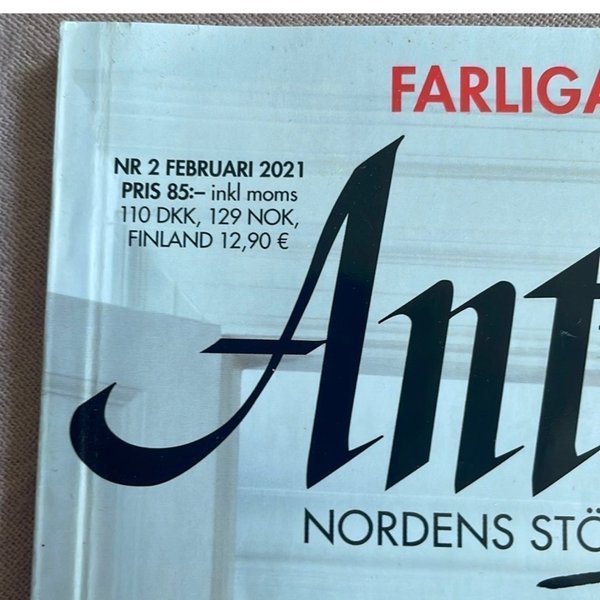 FARLIGA
NR 2 FEBRUARI 2021
PRIS 85:– inkl moms
110 DKK, 129 NOK,
FINLAND 12,90 €
Ant
NORDENS STÖ